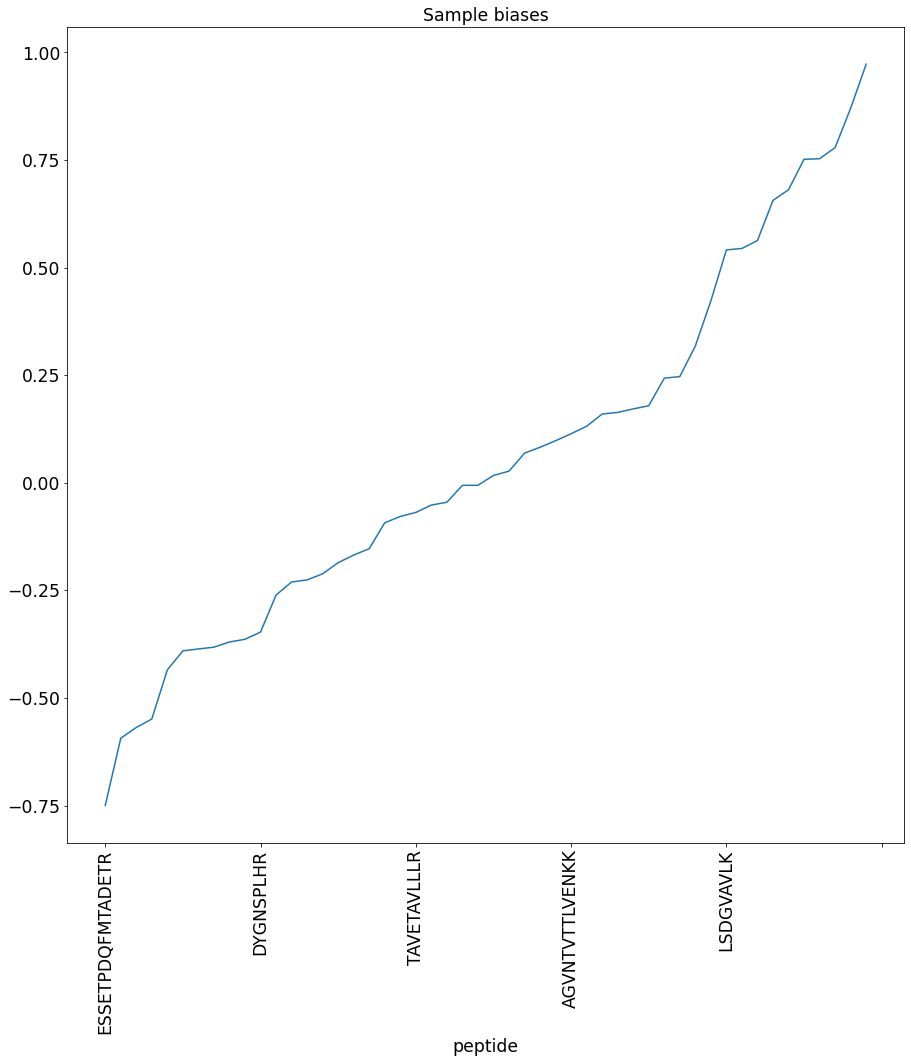 Sample biases
1.00
0.75
0.50
0.25
0.00
−0.25
−0.50
−0.75
ESSETPDQFMTADETR
DYGNSPLHR
TAVETAVLLLR
AGVNTVTTLVENKK
LSDGVAVLK
peptide